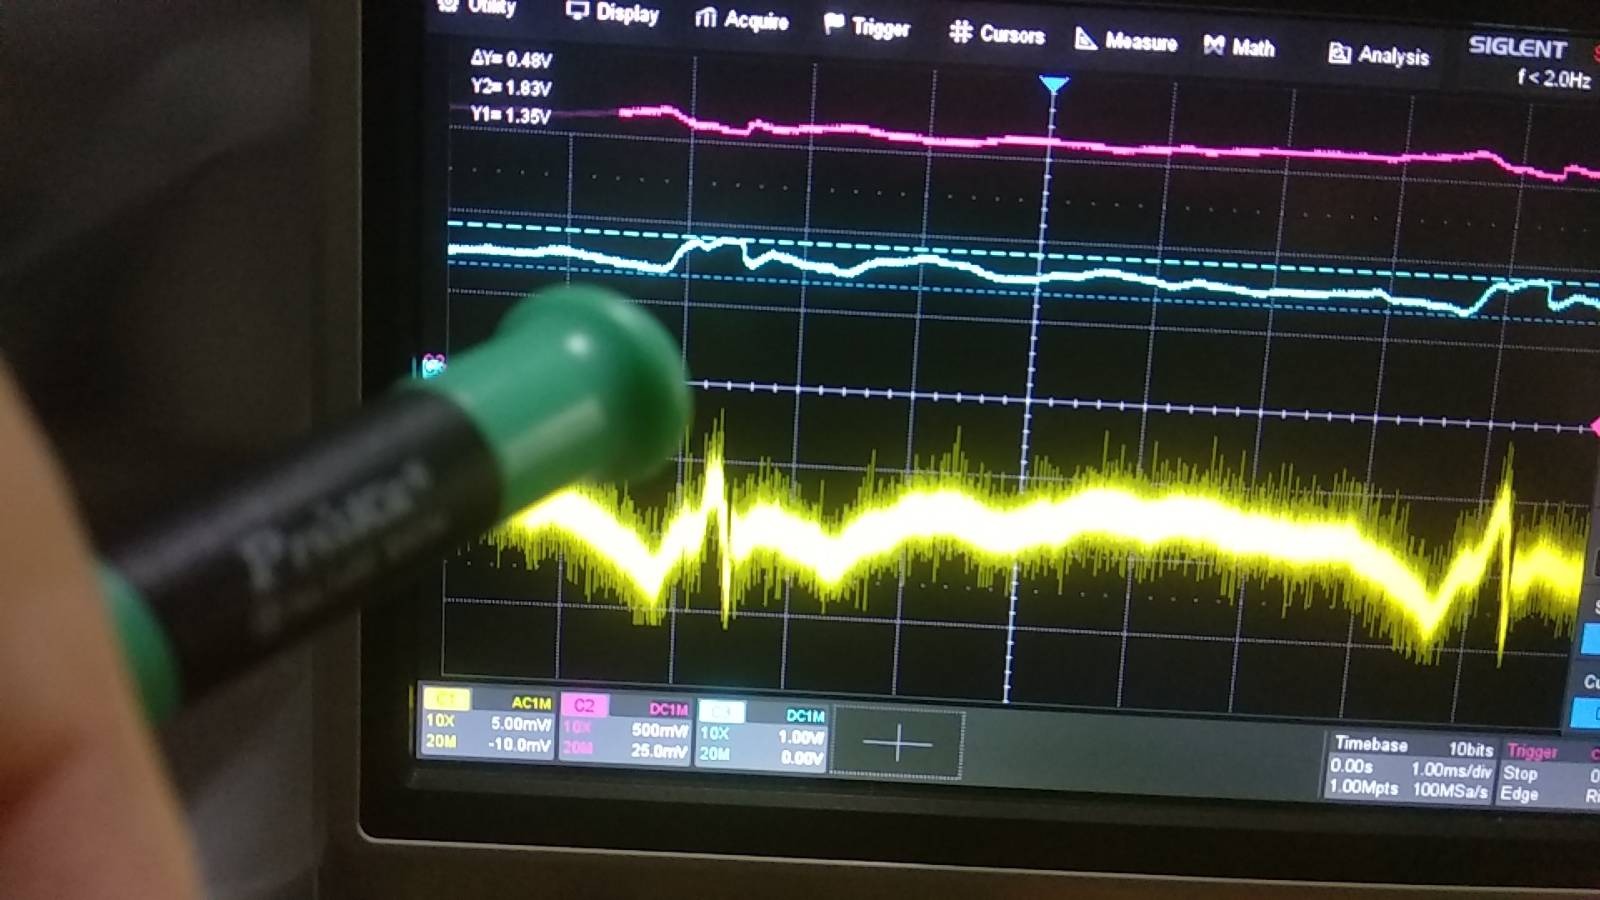 Utility Display Acquire Trigger Cursors Measure Math Analysis SIGLENT
f < 2.0Hz
ΔY= 0.48V
Y2= 1.83V
Y1= 1.35V
C1 AC1M
10X 5.00mV/
20M -10.0mV
C2 DC1M
10X 500mV/
20M 25.0mV
C3 DC1M
10X 1.00V/
20M 0.00V
Timebase 10bits
0.00s 1.00ms/div
1.00Mpts 100MSa/s
Trigger
Stop
Edge